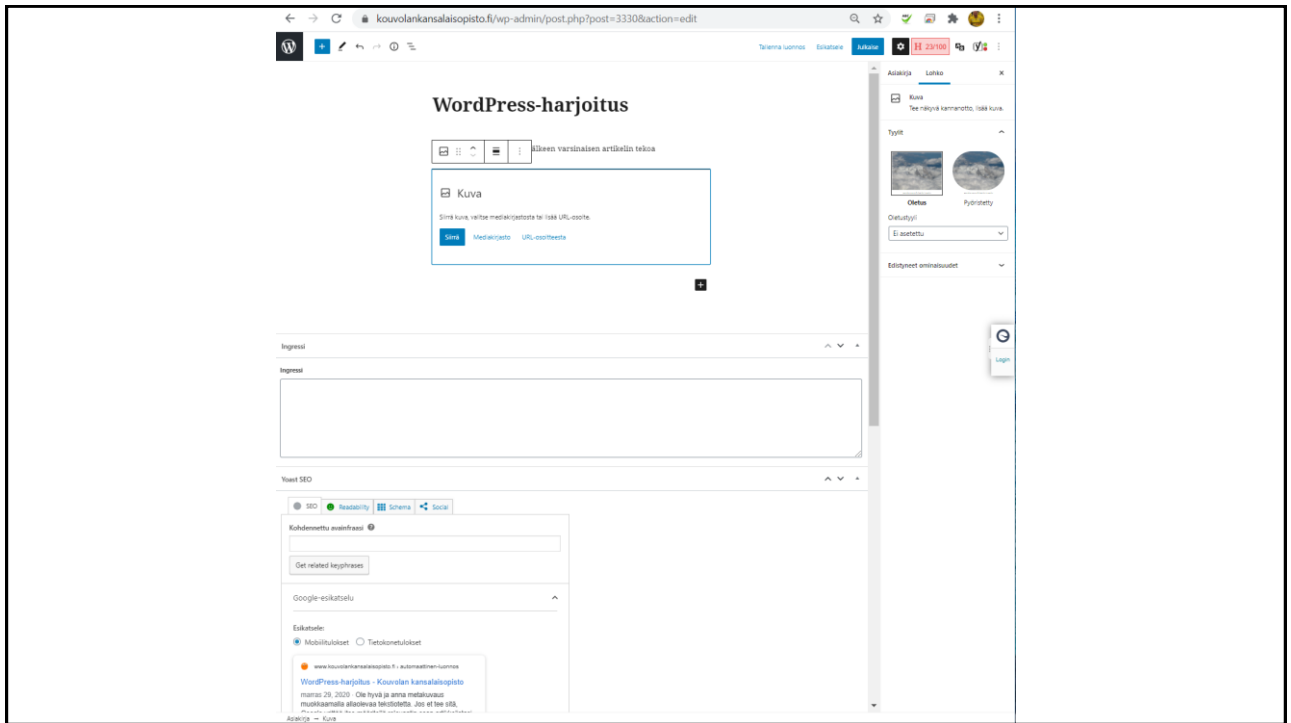 kouvolankansalaisopisto.fi/wp-admin/post.php?post=3330&action=edit
Tallenna luonnos Esikatsele Julkaise H 23/100
Asiakirja Lohko
Kuva
Tee näkyvä kannanotto, lisää kuva.
Tyylit
Oletus Pyöristetty
Oletustyyli
Ei asetettu
Edistyneet ominaisuudet
Login
WordPress-harjoitus
älkeen varsinaisen artikelin tekoa
Kuva
Siirrä kuva, valitse mediakirjastosta tai lisää URL-osoite.
Siirrä Mediakirjasto URL-osoitteesta
Ingressi
Ingressi
Yoast SEO
SEO Readability Schema Social
Kohdennettu avainfraasi
Get related keyphrases
Google-esikatselu
Esikatsele:
Mobiilitulokset Tietokonetulokset
www.kouvolankansalaisopisto.fi › automaattinen-luonnos
WordPress-harjoitus - Kouvolan kansalaisopisto
marras 29, 2020 · Ole hyvä ja anna metakuvaus
muokkaamalla allaolevaa tekstiotetta. Jos et tee sitä,
Asiakirja → Kuva